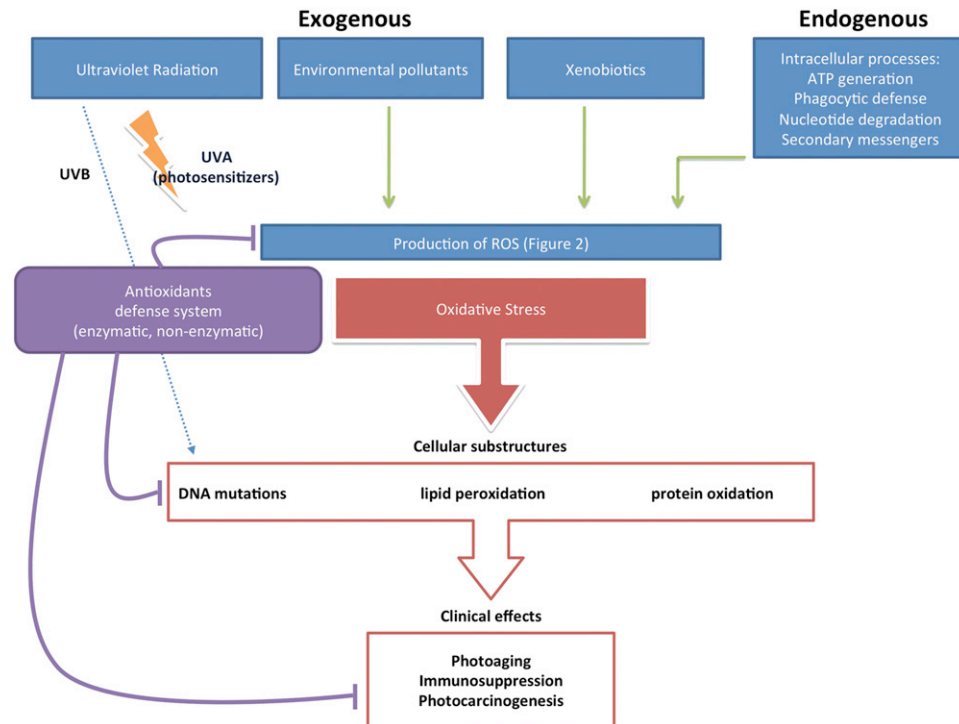 Exogenous
Endogenous
Ultraviolet Radiation
Environmental pollutants
Xenobiotics
Intracellular processes:
ATP generation
Phagocytic defense
Nucleotide degradation
Secondary messengers
UVB
UVA
(photosensitizers)
Production of ROS (Figure 2)
Antioxidants
defense system
(enzymatic, non-enzymatic)
Oxidative Stress
Cellular substructures
DNA mutations
lipid peroxidation
protein oxidation
Clinical effects
Photoaging
Immunosuppression
Photocarcinogenesis